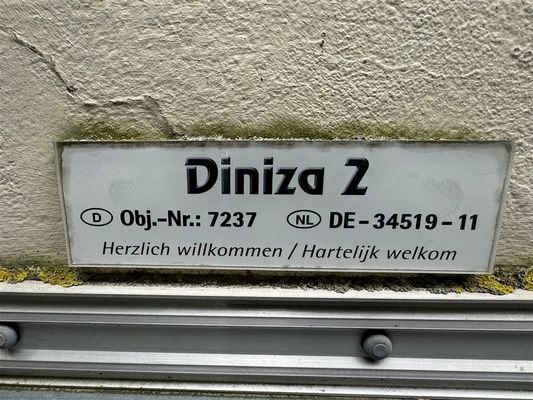 Diniza 2
D Obj.-Nr.: 7237 NL DE-34519-11
Herzlich willkommen / Hartelijk welkom